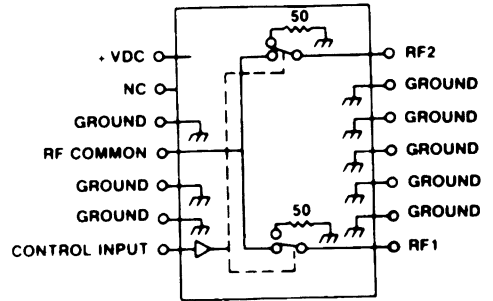 50
+ VDC
RF2
NC
GROUND
GROUND
GROUND
RF COMMON
GROUND
GROUND
GROUND
GROUND
50
GROUND
CONTROL INPUT
RF1